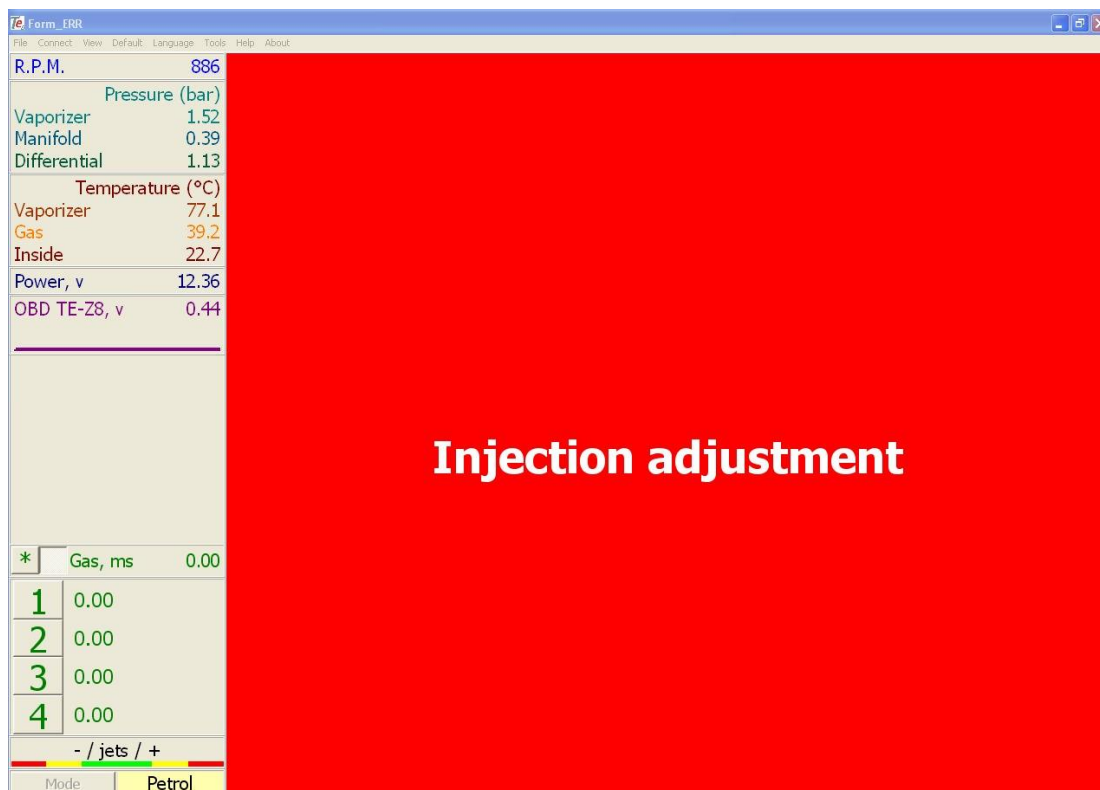 Te Form_ERR
File Connect View Default Language Tools Help About
R.P.M. 886
Pressure (bar)
Vaporizer 1.52
Manifold 0.39
Differential 1.13
Temperature (°C)
Vaporizer 77.1
Gas 39.2
Inside 22.7
Power, v 12.36
OBD TE-Z8, v 0.44
Injection adjustment
* Gas, ms 0.00
1 0.00
2 0.00
3 0.00
4 0.00
- / jets / +
Mode Petrol